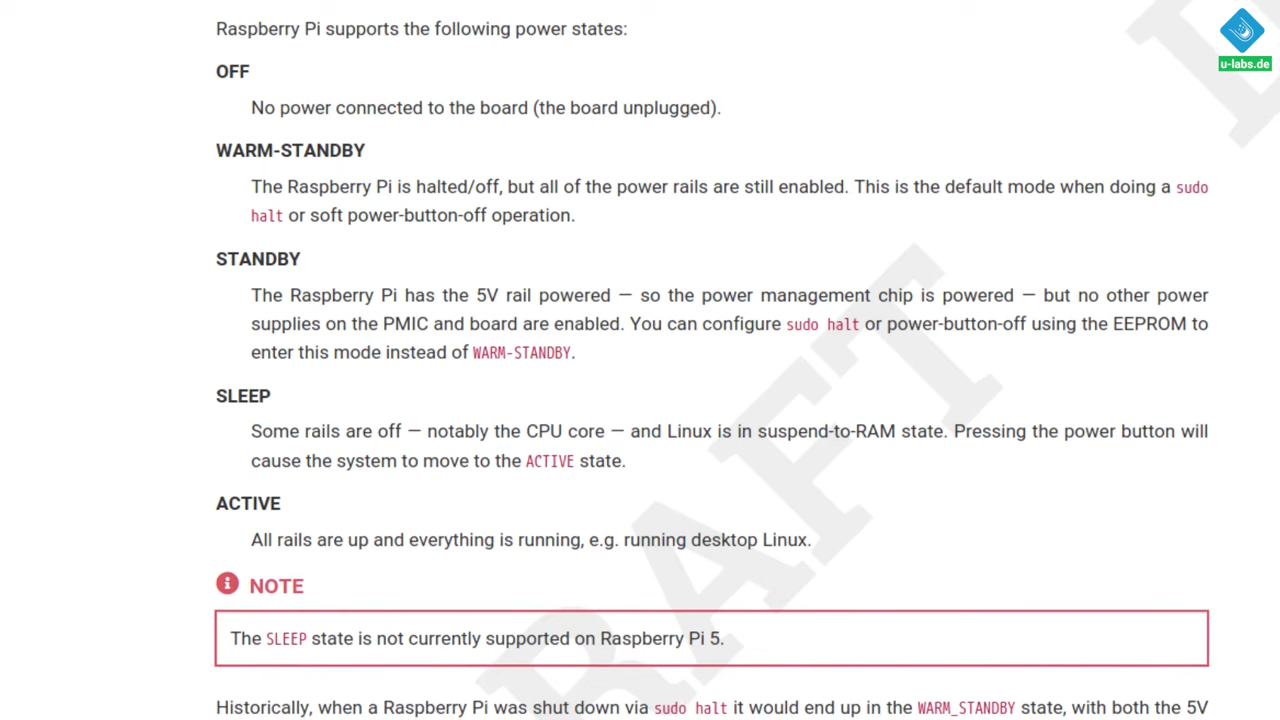 Raspberry Pi supports the following power states:
u-labs.de
OFF
No power connected to the board (the board unplugged).
WARM-STANDBY
The Raspberry Pi is halted/off, but all of the power rails are still enabled. This is the default mode when doing a sudo
halt or soft power-button-off operation.
STANDBY
The Raspberry Pi has the 5V rail powered — so the power management chip is powered — but no other power
supplies on the PMIC and board are enabled. You can configure sudo halt or power-button-off using the EEPROM to
enter this mode instead of WARM-STANDBY.
SLEEP
Some rails are off — notably the CPU core — and Linux is in suspend-to-RAM state. Pressing the power button will
cause the system to move to the ACTIVE state.
ACTIVE
All rails are up and everything is running, e.g. running desktop Linux.
NOTE
The SLEEP state is not currently supported on Raspberry Pi 5.
Historically, when a Raspberry Pi was shut down via sudo halt it would end up in the WARM_STANDBY state, with both the 5V
RAFT